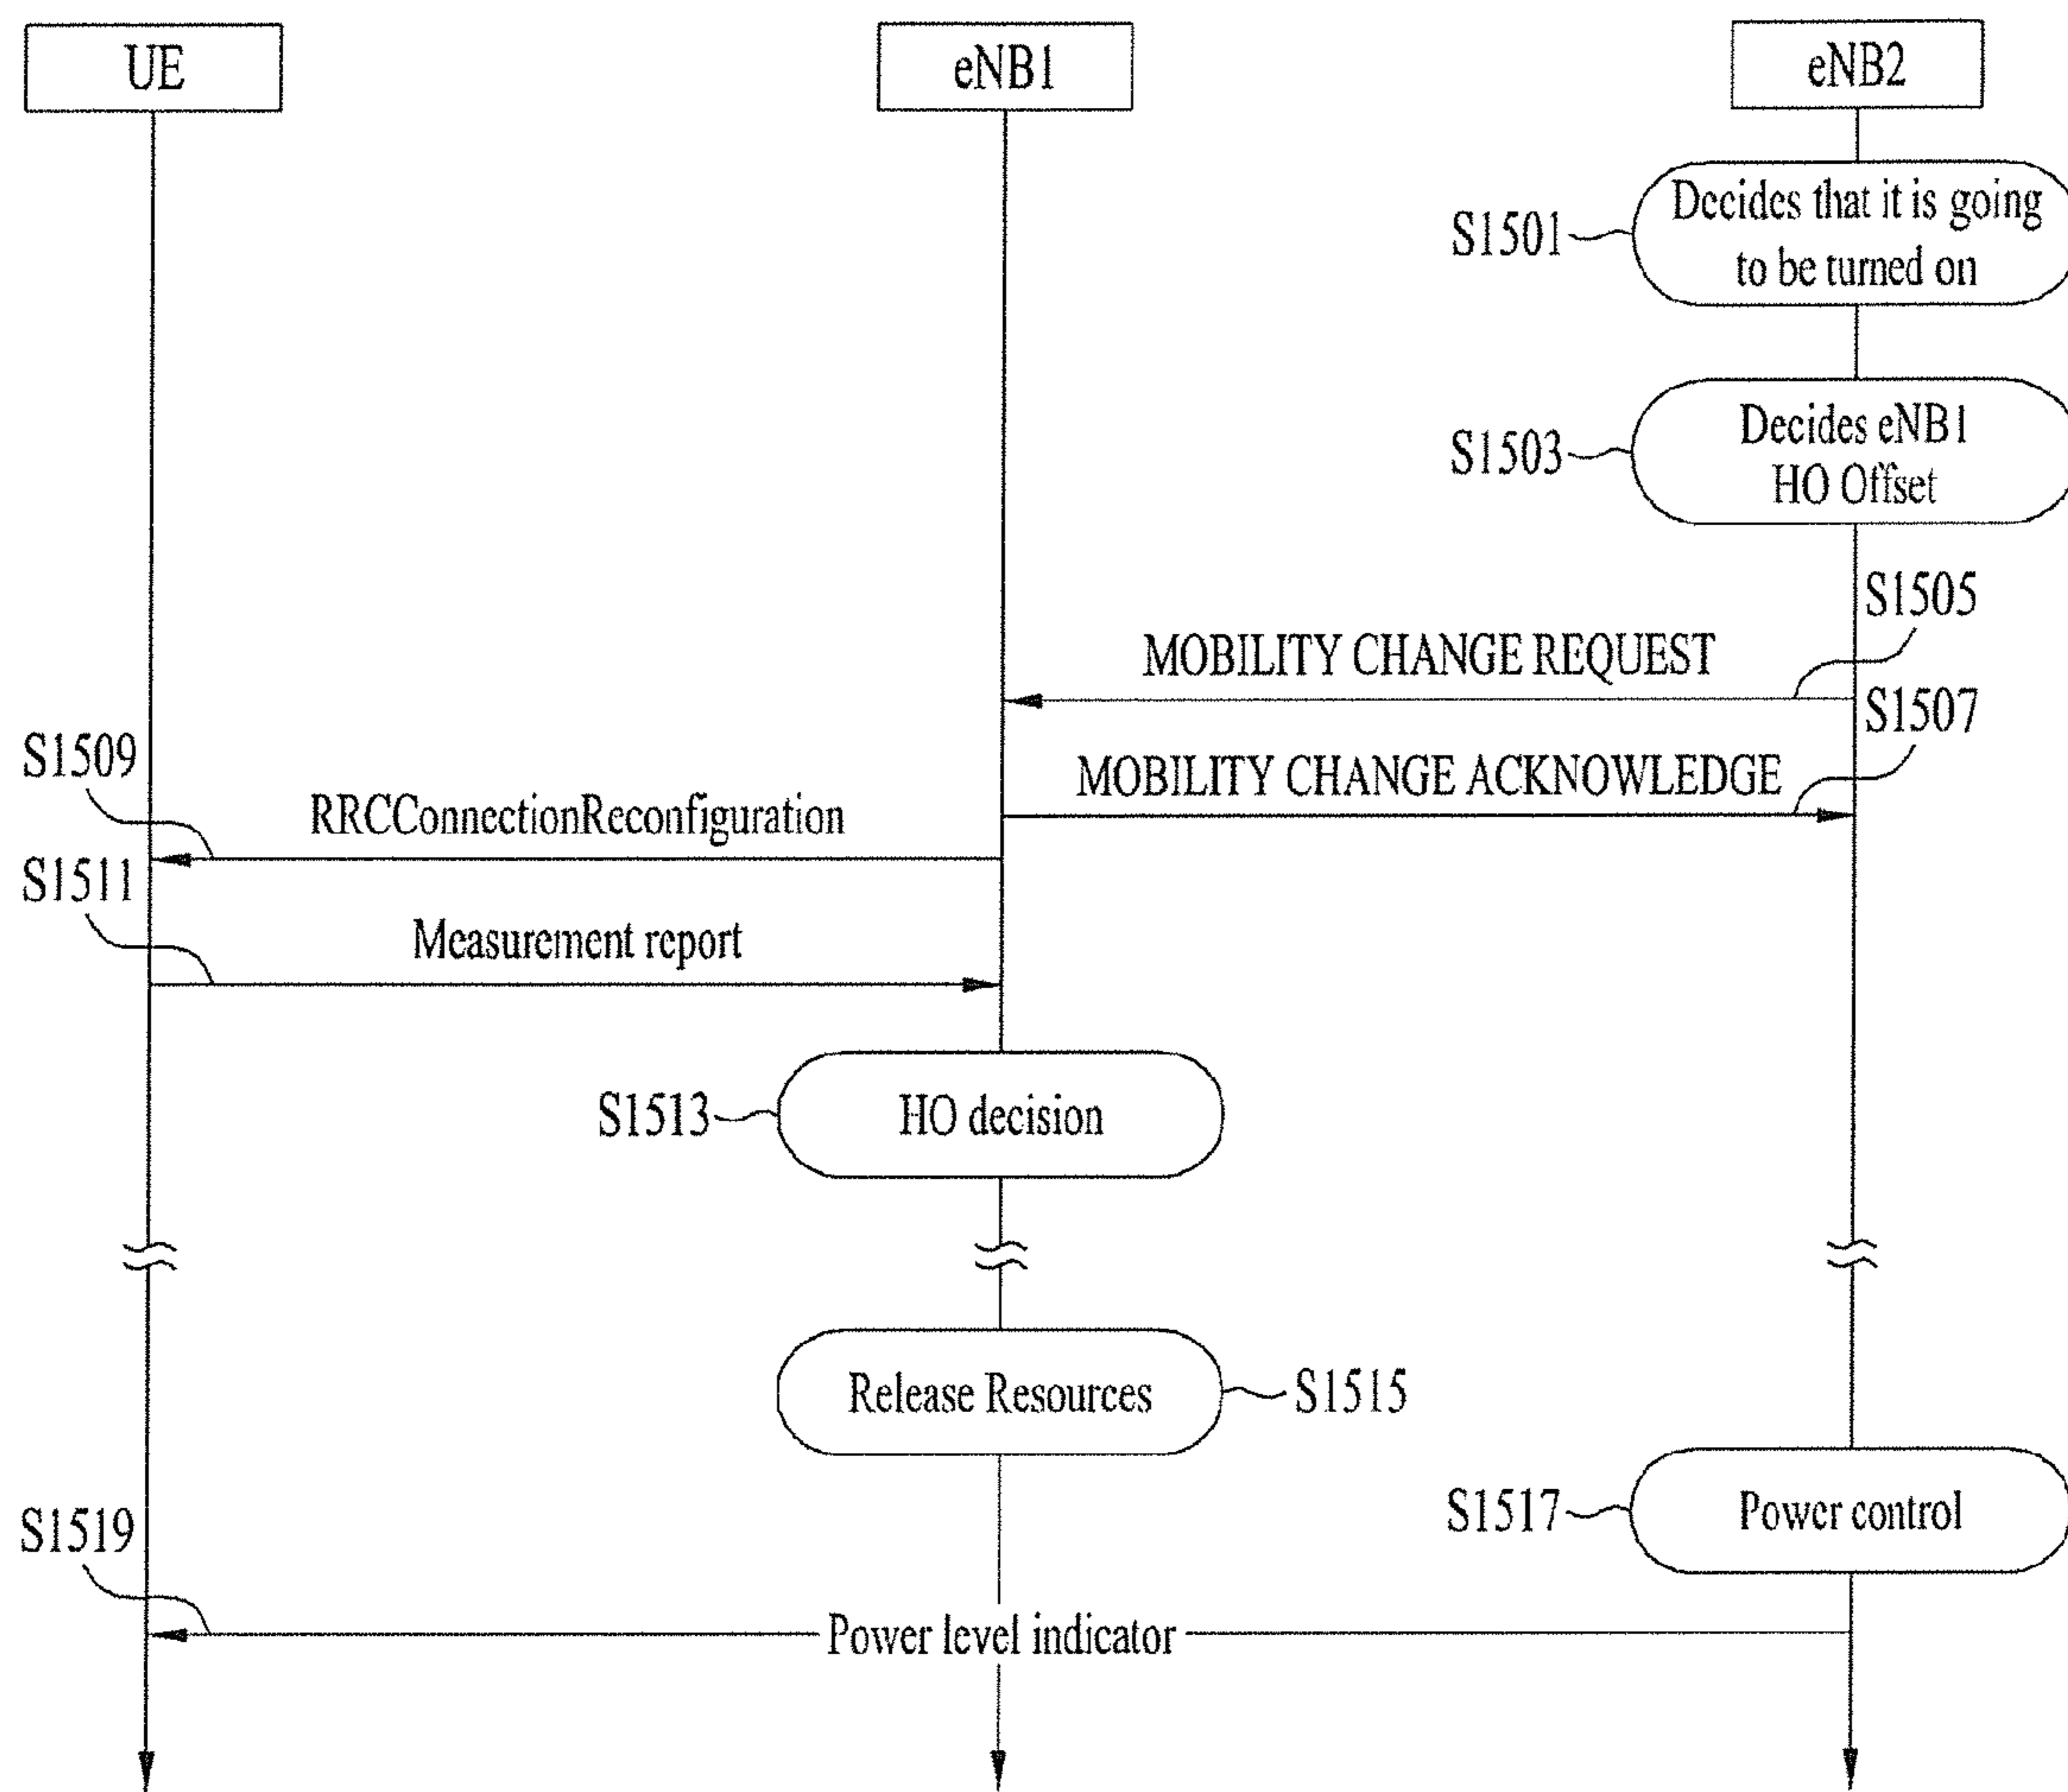 UE
eNB1
eNB2
S1501
Decides that it is going
to be turned on
S1503
Decides eNB1
HO Offset
S1505
MOBILITY CHANGE REQUEST
S1507
MOBILITY CHANGE ACKNOWLEDGE
S1509
RRCConnectionReconfiguration
S1511
Measurement report
S1513
HO decision
Release Resources
S1515
S1517
Power control
S1519
Power level indicator